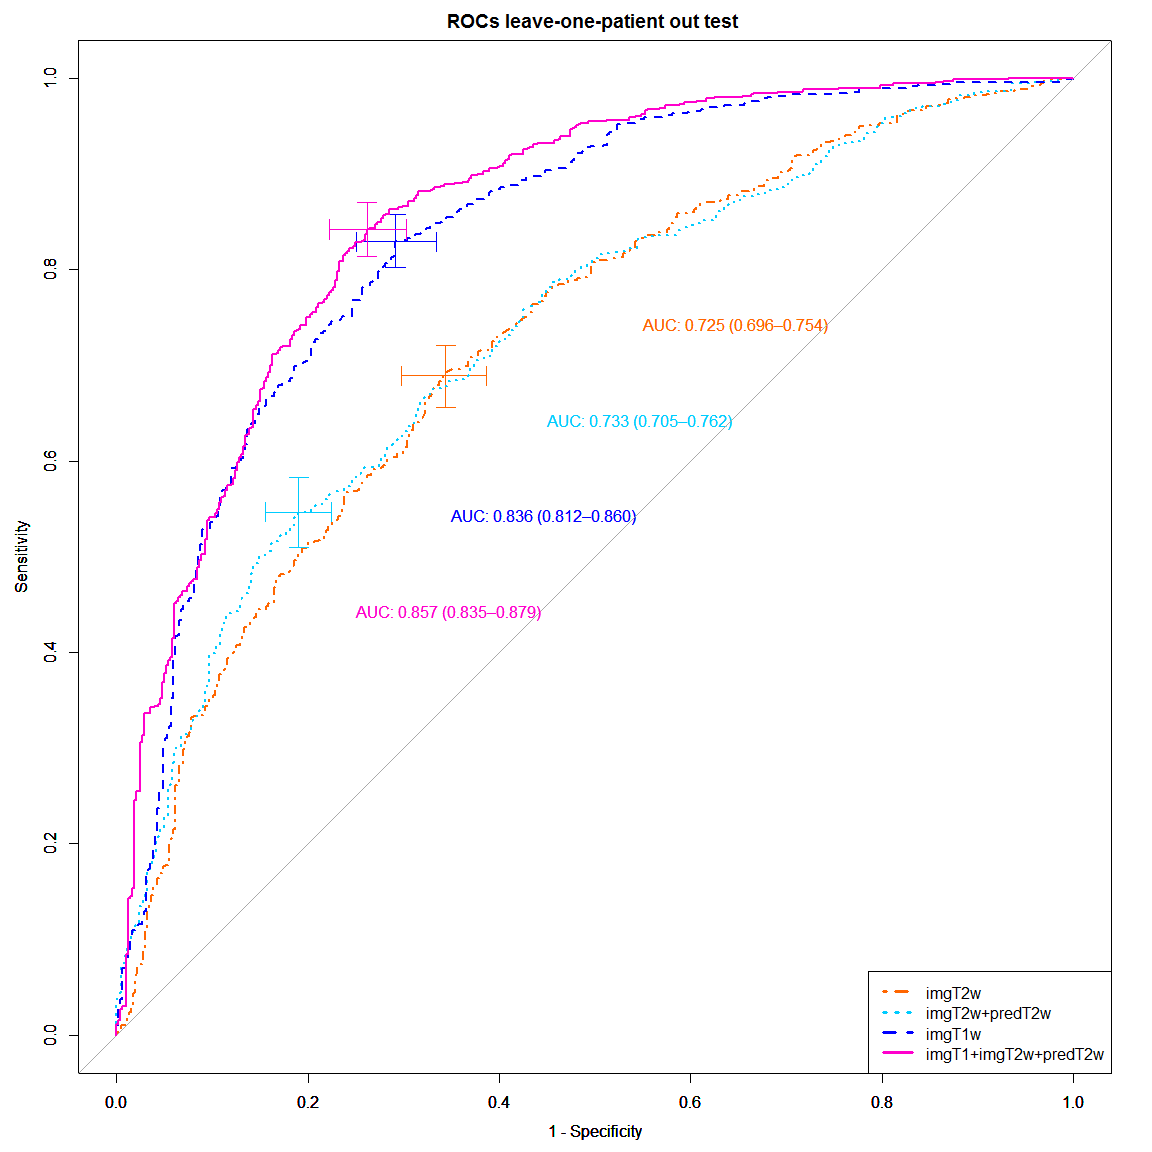 ROCs leave-one-patient out test
1.0
0.8
0.6
0.4
0.2
0.0
Sensitivity
AUC: 0.725 (0.696–0.754)
AUC: 0.733 (0.705–0.762)
AUC: 0.836 (0.812–0.860)
AUC: 0.857 (0.835–0.879)
imgT2w
imgT2w+predT2w
imgT1w
imgT1+imgT2w+predT2w
0.0 0.2 0.4 0.6 0.8 1.0
1 - Specificity